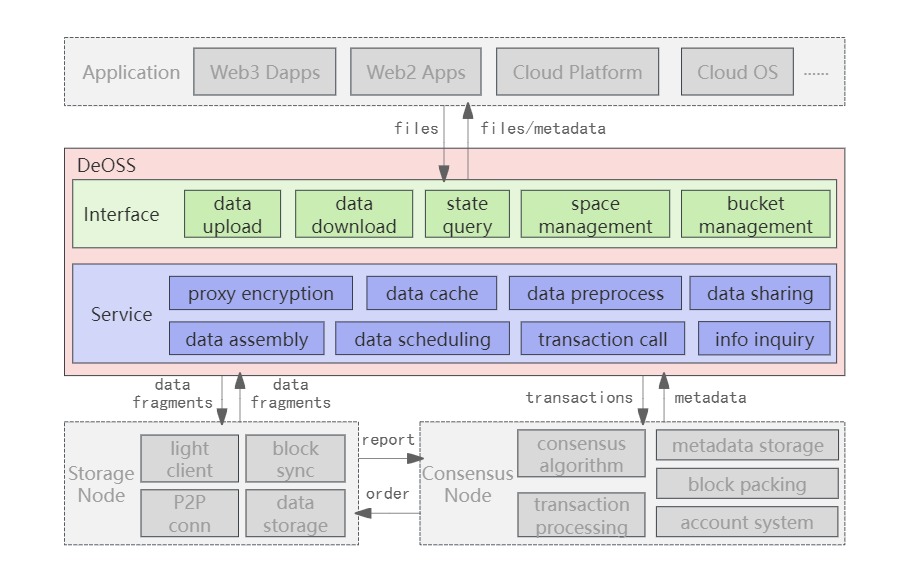 Application
Web3 Dapps
Web2 Apps
Cloud Platform
Cloud OS
......
files
files/metadata
DeOSS
Interface
data
upload
data
download
state
query
space
management
bucket
management
Service
proxy encryption
data cache
data preprocess
data sharing
data assembly
data scheduling
transaction call
info inquiry
data
fragments
data
fragments
transactions
metadata
Storage
Node
light
client
block
sync
P2P
conn
data
storage
report
order
Consensus
Node
consensus
algorithm
transaction
processing
metadata storage
block packing
account system